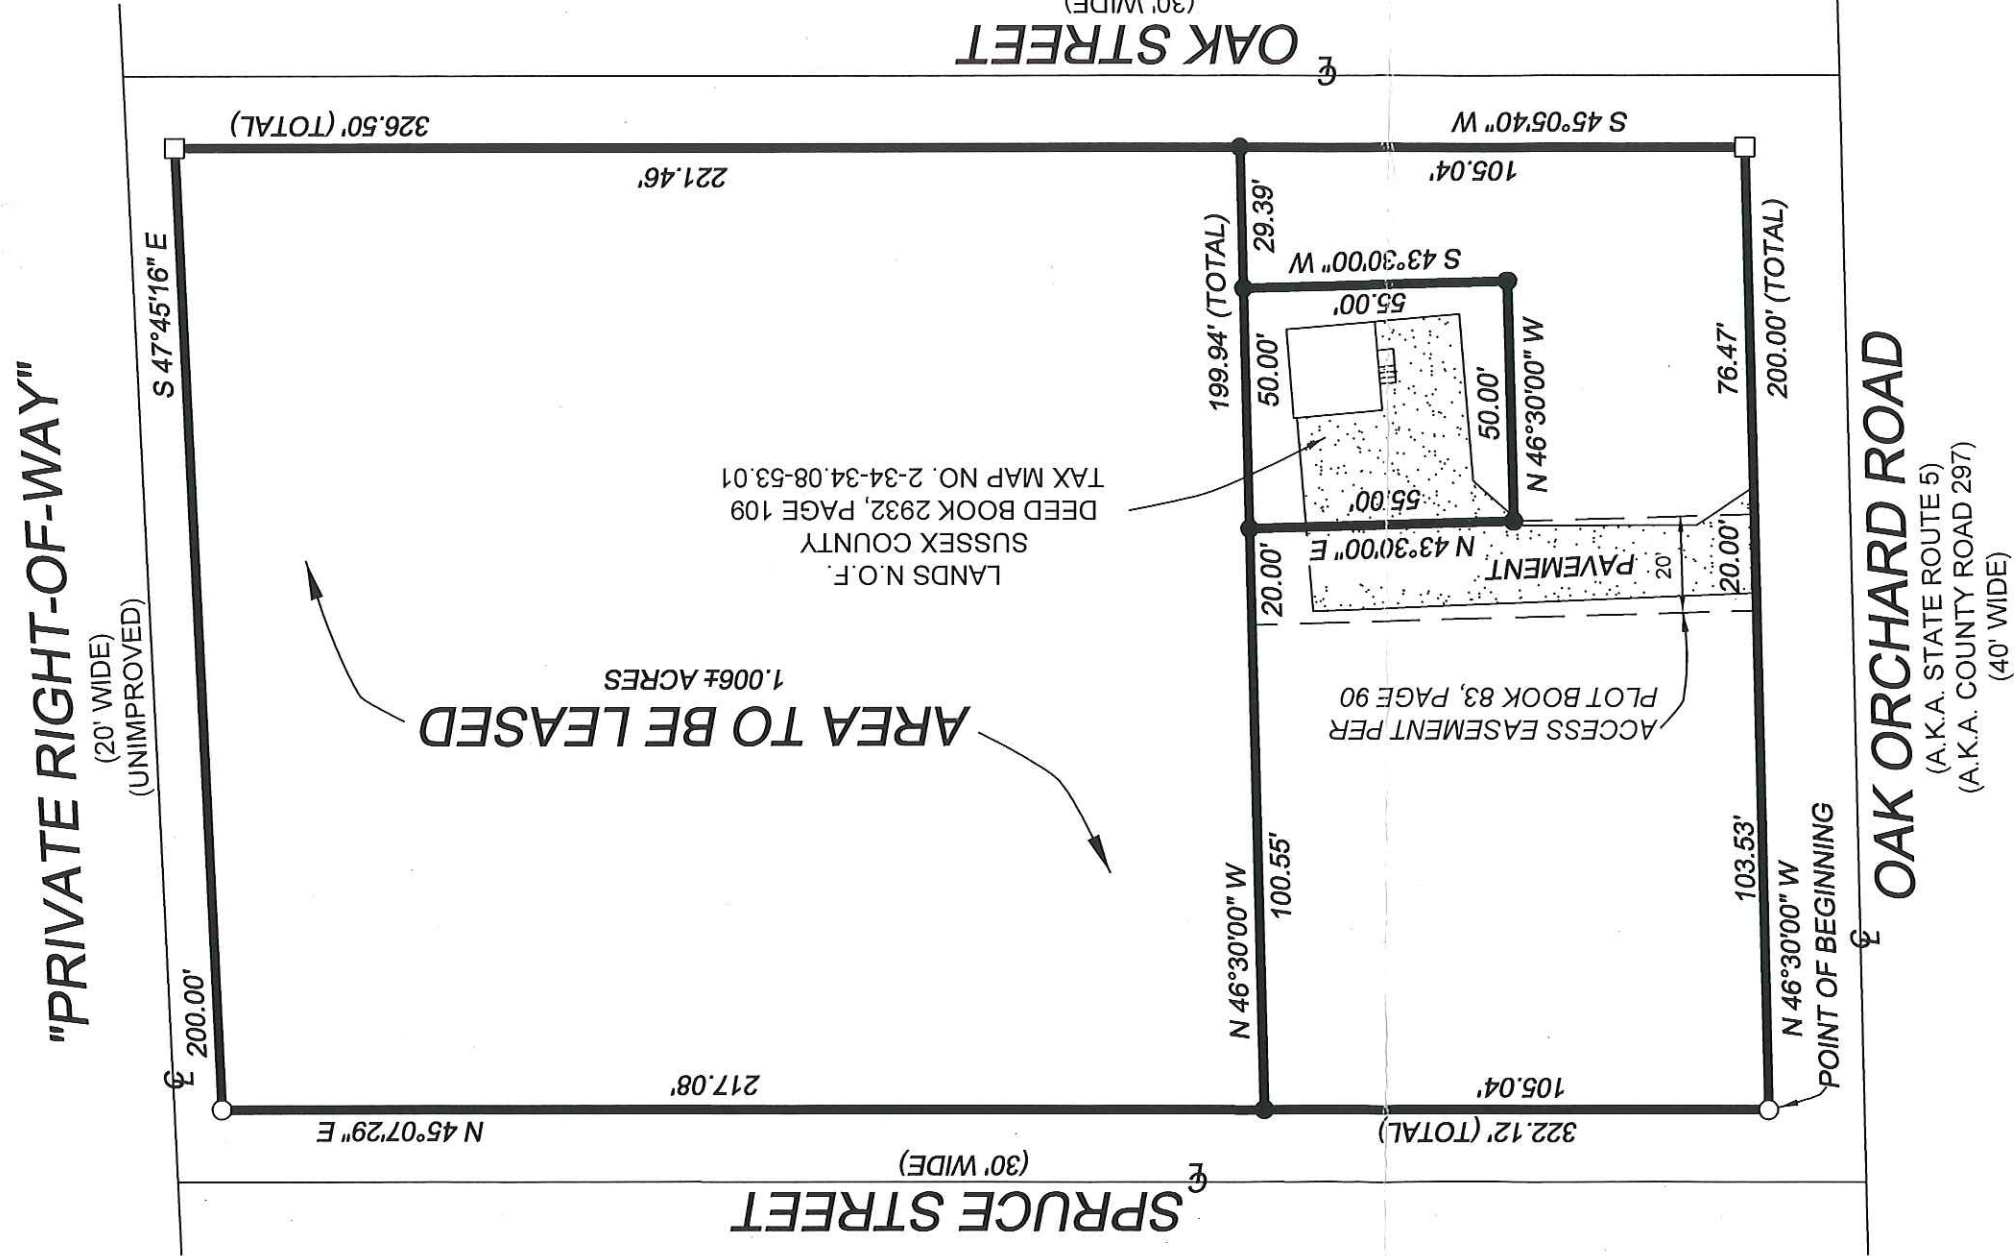 (30' WIDE)
OAK STREET
℄
326.50' (TOTAL)
S 45°05'40" W
221.46'
105.04'
S 47°45'16" E
200.00'
"PRIVATE RIGHT-OF-WAY"
(20' WIDE)
(UNIMPROVED)
℄
199.94' (TOTAL)
29.39'
S 43°30'00" W
55.00'
50.00'
50.00'
N 46°30'00" W
76.47'
200.00' (TOTAL)
55.00'
N 43°30'00" E
20.00'
PAVEMENT
20'
20.00'
LANDS N.O.F.
SUSSEX COUNTY
DEED BOOK 2932, PAGE 109
TAX MAP NO. 2-34-34.08-53.01
AREA TO BE LEASED
1.006± ACRES
ACCESS EASEMENT PER
PLOT BOOK 83, PAGE 90
OAK ORCHARD ROAD
(A.K.A. STATE ROUTE 5)
(A.K.A. COUNTY ROAD 297)
(40' WIDE)
℄
N 46°30'00" W
100.55'
103.53'
N 46°30'00" W
POINT OF BEGINNING
217.08'
105.04'
N 45°07'29" E
322.12' (TOTAL)
(30' WIDE)
℄
SPRUCE STREET